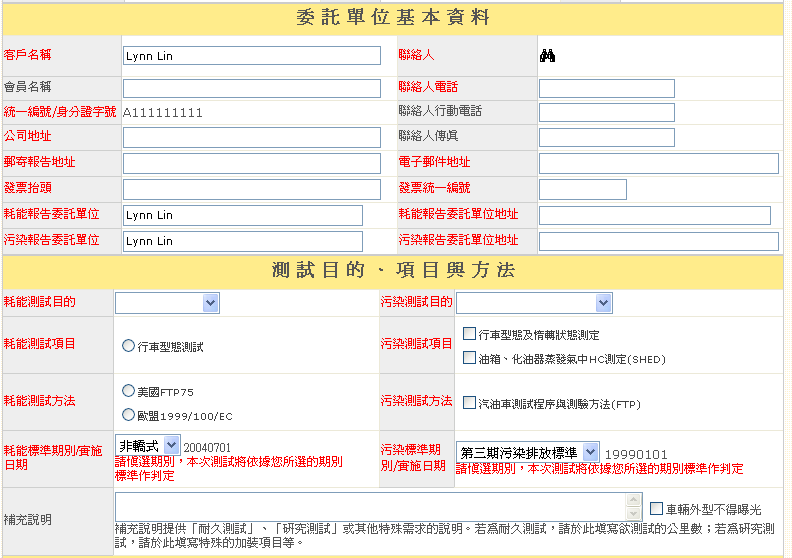 委託單位基本資料
客戶名稱 Lynn Lin 聯絡人
會員名稱 聯絡人電話
統一編號/身分證字號 A111111111 聯絡人行動電話
公司地址 聯絡人傳真
郵寄報告地址 電子郵件地址
發票抬頭 發票統一編號
耗能報告委託單位 Lynn Lin 耗能報告委託單位地址
污染報告委託單位 Lynn Lin 污染報告委託單位地址
測試目的、項目與方法
耗能測試目的 污染測試目的
耗能測試項目 行車型態測試 污染測試項目 行車型態及惰轉狀態測定
油箱、化油器蒸發氣中HC測定(SHED)
耗能測試方法 美國FTP75 污染測試方法 汽油車測試程序與測驗方法(FTP)
歐盟1999/100/EC
耗能標準期別/實施日期 非轎式 20040701 污染標準期別/實施日期 第三期污染排放標準 19990101
請慎選期別，本次測試將依據您所選的期別標準作判定 請慎選期別，本次測試將依據您所選的期別標準作判定
補充說明 車輛外型不得曝光
補充說明提供「耐久測試」、「研究測試」或其他特殊需求的說明。若為耐久測試，請於此填寫欲測試的公里數；若為研究測
試，請於此填寫特殊的加裝項目等。